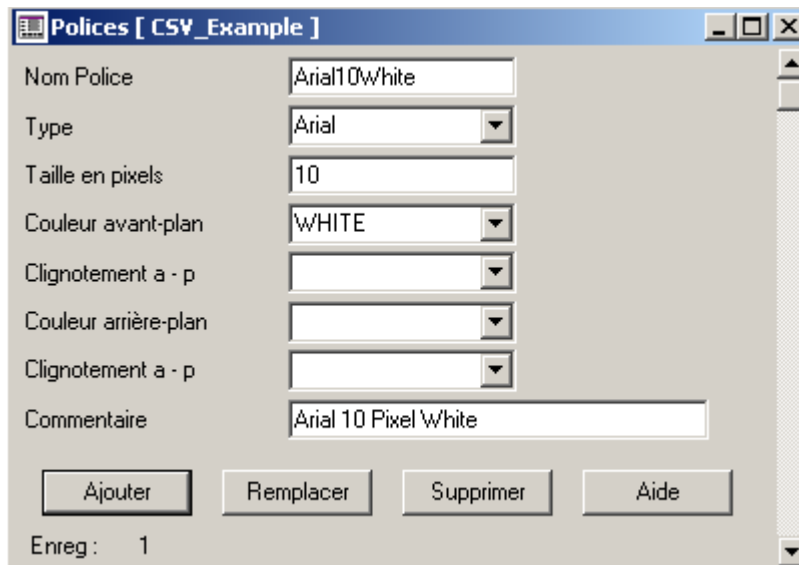 Polices [ CSV_Example ]
Nom Police Arial10White
Type Arial
Taille en pixels 10
Couleur avant-plan WHITE
Clignotement a - p
Couleur arrière-plan
Clignotement a - p
Commentaire Arial 10 Pixel White
Ajouter Remplacer Supprimer Aide
Enreg : 1